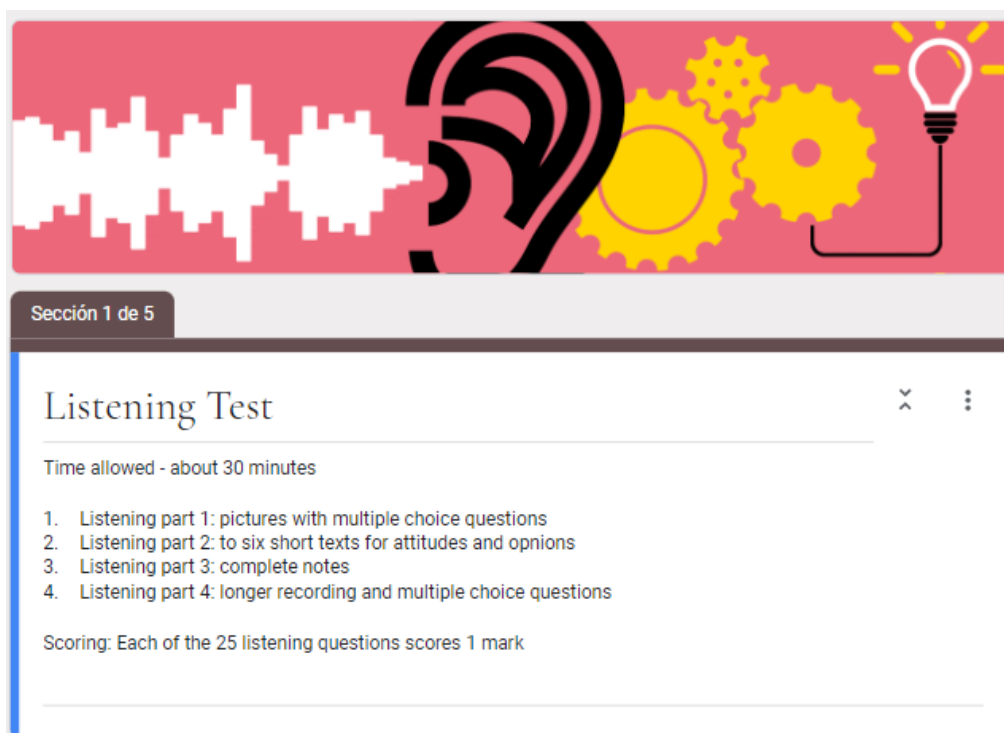 Sección 1 de 5
Listening Test
Time allowed - about 30 minutes
1. Listening part 1: pictures with multiple choice questions
2. Listening part 2: to six short texts for attitudes and opnions
3. Listening part 3: complete notes
4. Listening part 4: longer recording and multiple choice questions
Scoring: Each of the 25 listening questions scores 1 mark